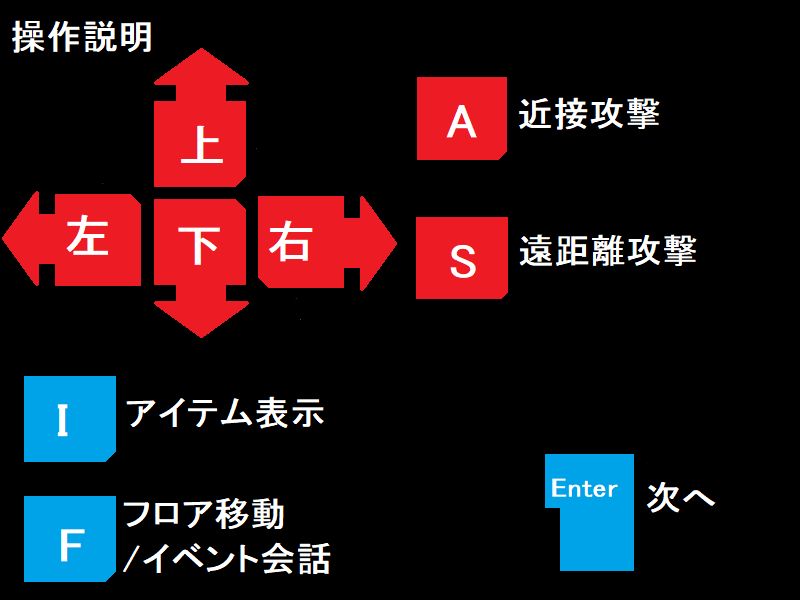 操作説明
上
左
下
右
A
近接攻撃
S
遠距離攻撃
I
アイテム表示
F
フロア移動
/イベント会話
Enter
次へ